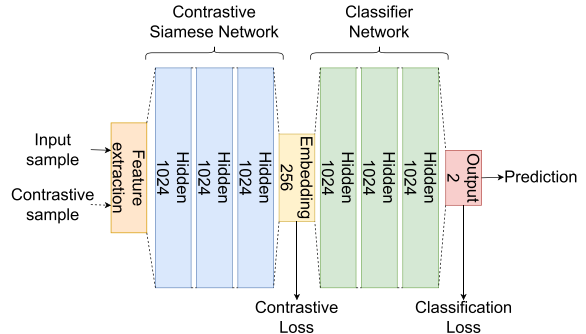 Contrastive
Siamese Network
Classifier
Network
Input
sample
Contrastive
sample
Feature
extraction
Hidden
1024
Hidden
1024
Hidden
1024
Embedding
256
Hidden
1024
Hidden
1024
Hidden
1024
Output
2
Prediction
Contrastive
Loss
Classification
Loss